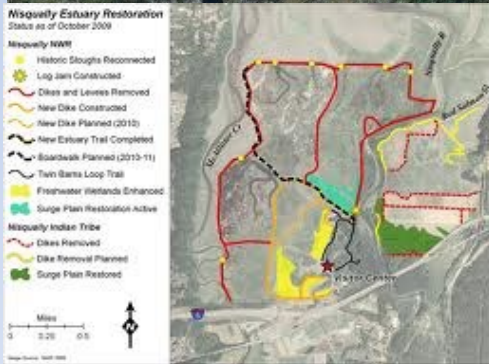 Nisqually Estuary Restoration
Status as of October 2009
Nisqually NWR
Historic Sloughs Reconnected
Log Jam Constructed
Dikes and Levees Removed
New Dike Constructed
New Dike Planned (2010)
New Estuary Trail Completed
Boardwalk Planned (2010-11)
Twin Barns Loop Trail
Freshwater Wetlands Enhanced
Surge Plain Restoration Active
Nisqually Indian Tribe
Dikes Removed
Dike Removal Planned
Surge Plain Restored
Miles
0 0.25 0.5
N
McAllister Cr
Nisqually R
Red Salmon Sl
Visitor Center